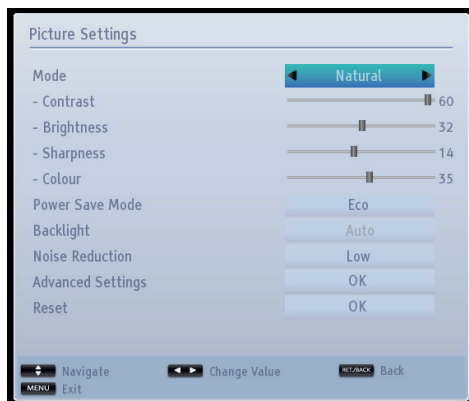 Picture Settings
Mode Natural
- Contrast 60
- Brightness 32
- Sharpness 14
- Colour 35
Power Save Mode Eco
Backlight Auto
Noise Reduction Low
Advanced Settings OK
Reset OK
Navigate Change Value RET./BACK Back
MENU Exit